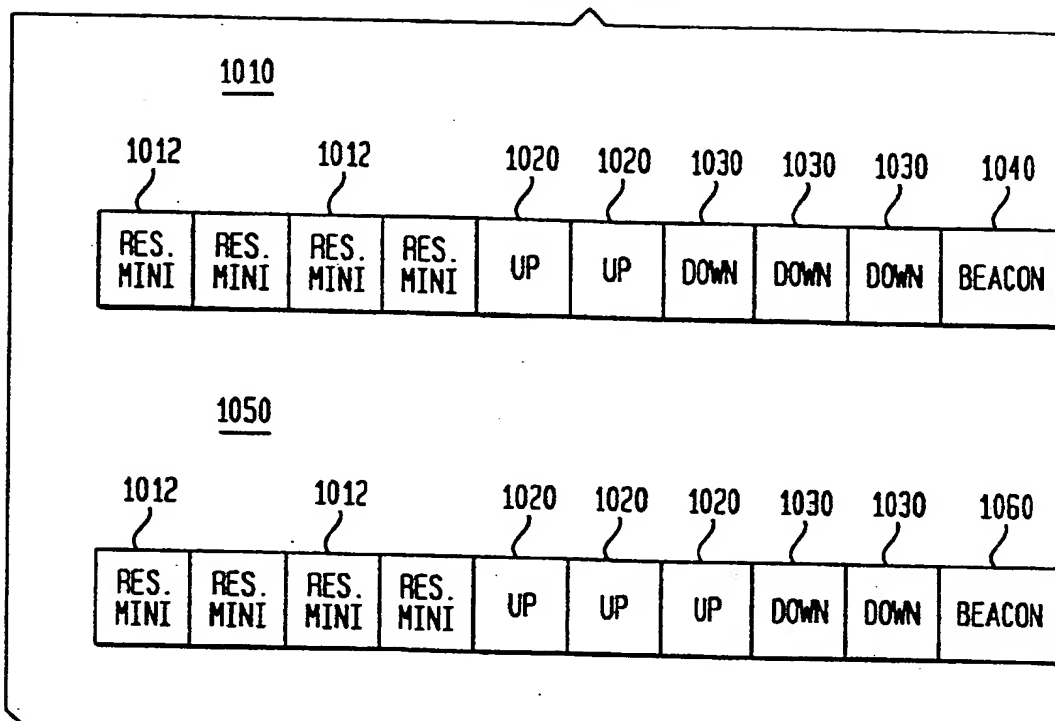 1010
1012 1012 1020 1020 1030 1030 1030 1040
RES. MINI RES. MINI RES. MINI RES. MINI UP UP DOWN DOWN DOWN BEACON
1050
1012 1012 1020 1020 1020 1030 1030 1060
RES. MINI RES. MINI RES. MINI RES. MINI UP UP UP DOWN DOWN BEACON